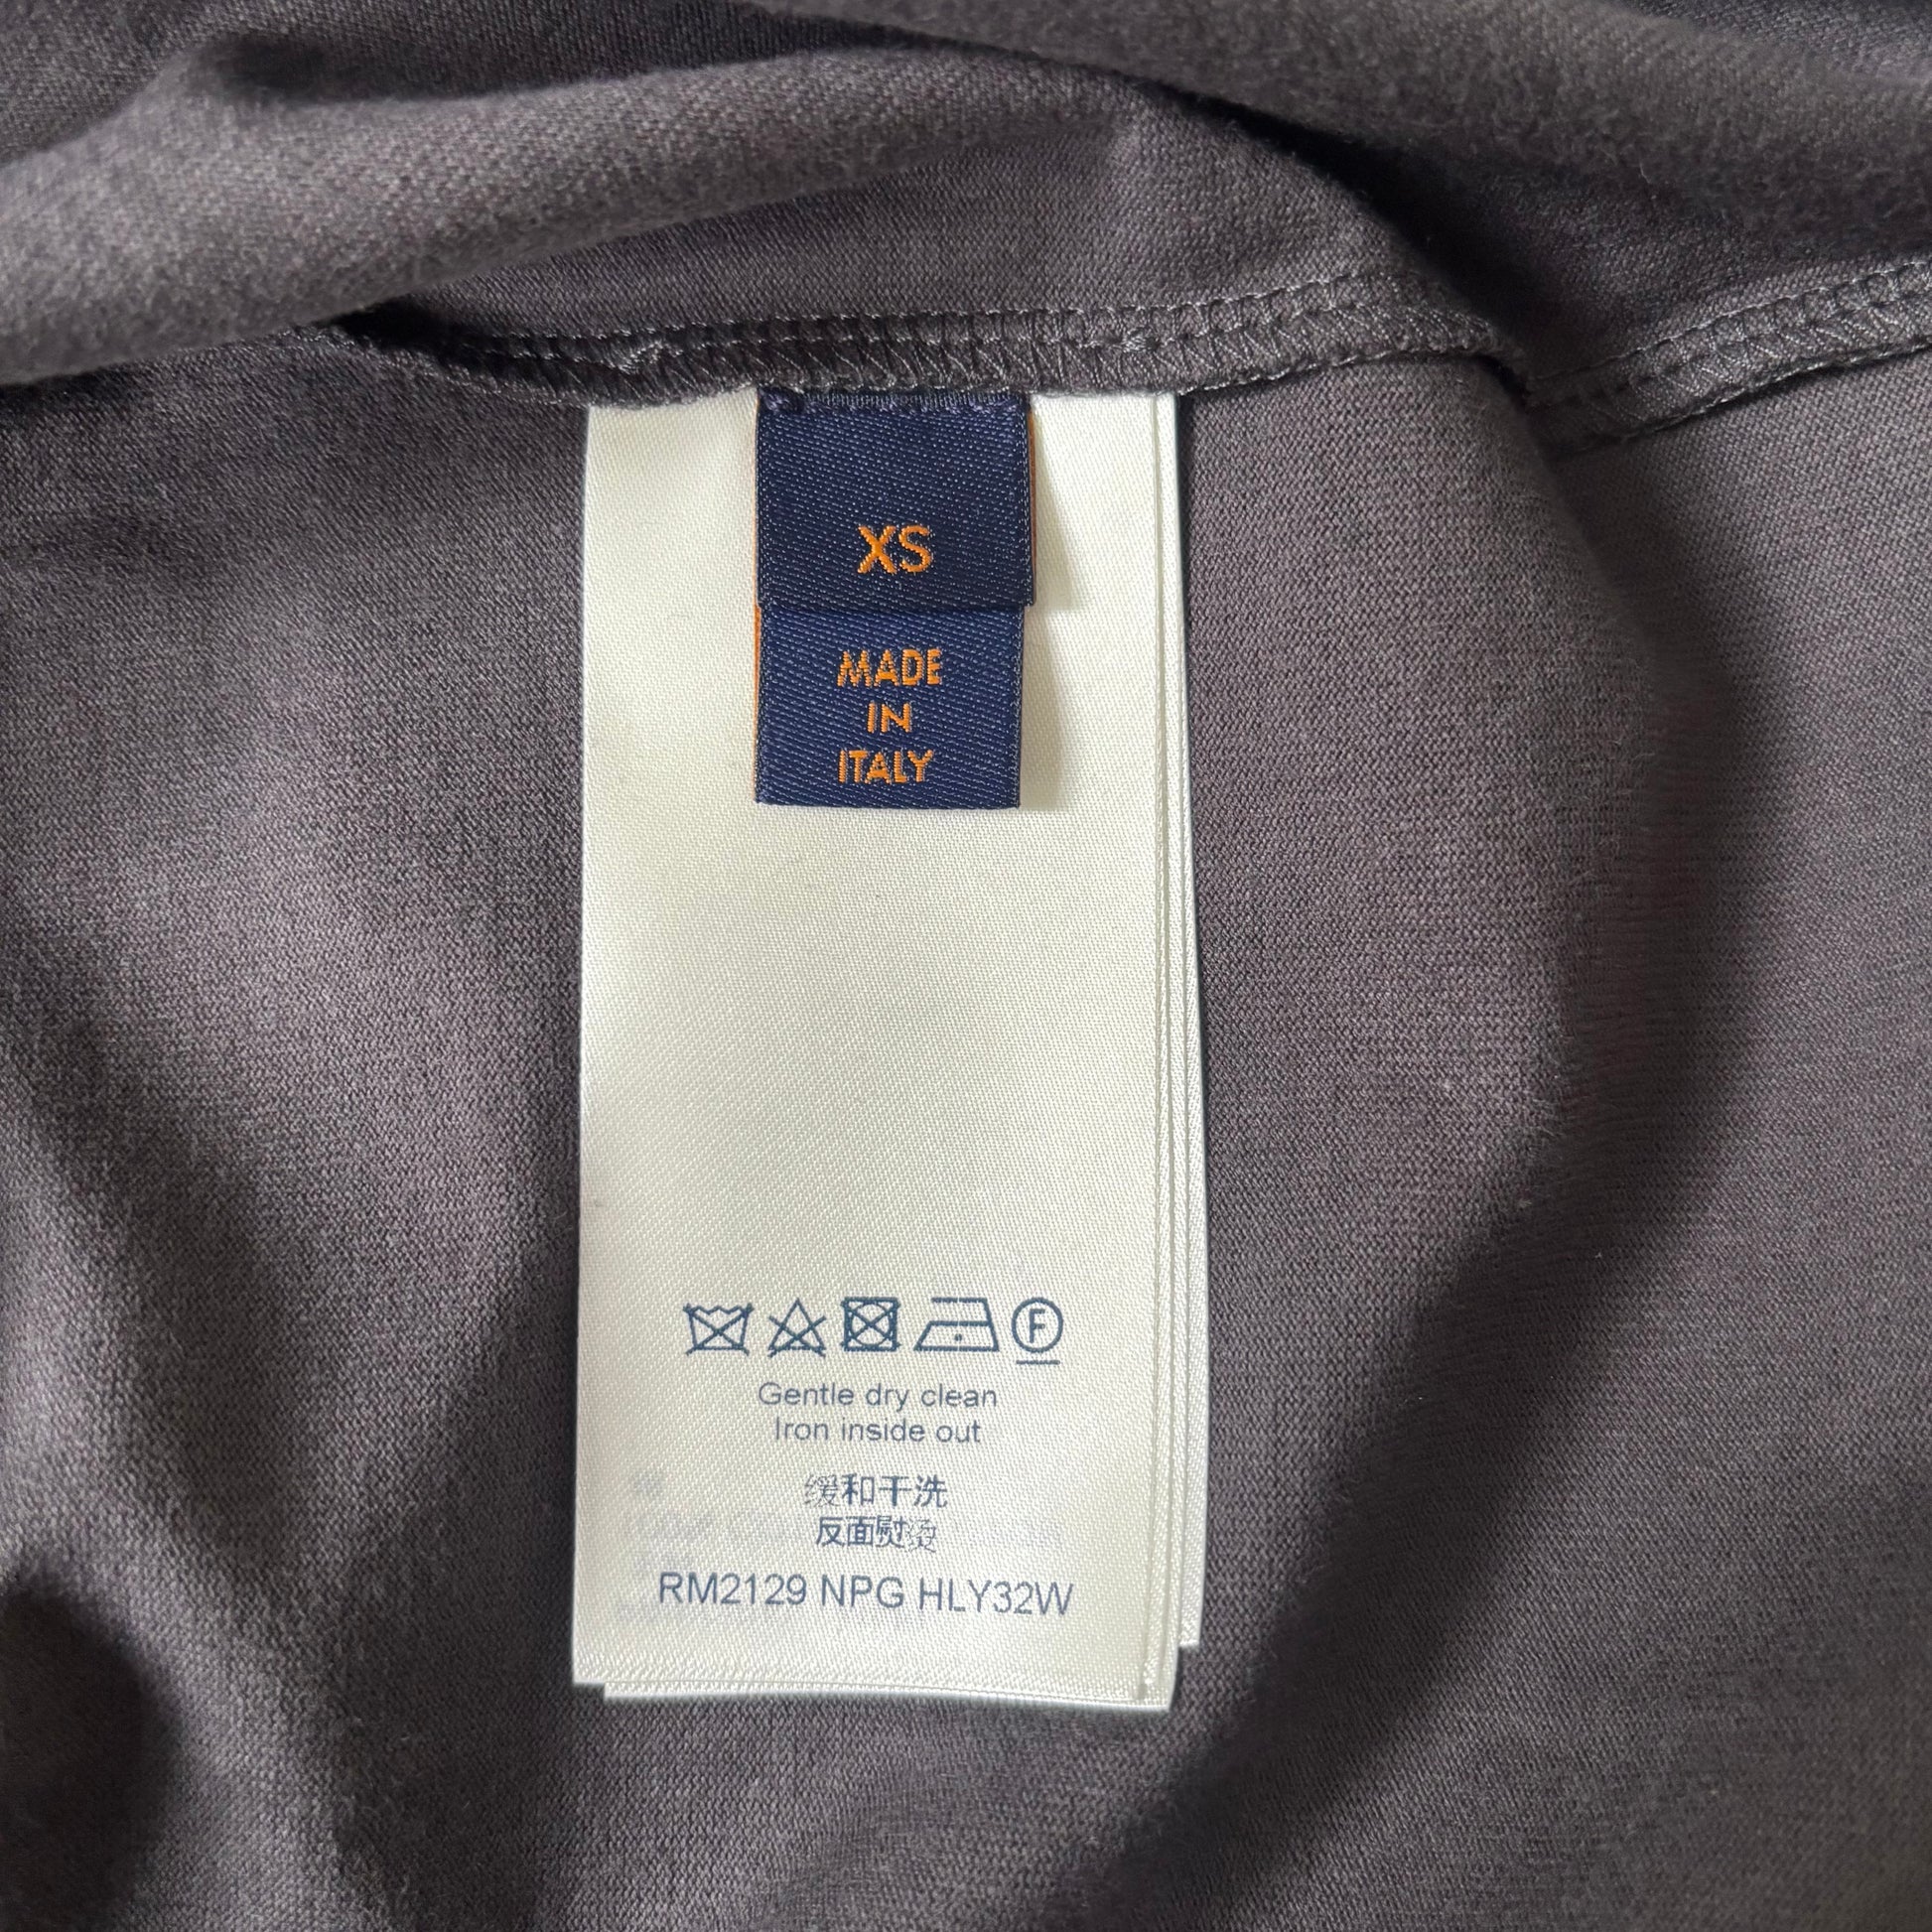 XS
MADE
IN
ITALY
F
Gentle dry clean
Iron inside out
缓和干洗
反面熨烫
RM2129 NPG HLY32W